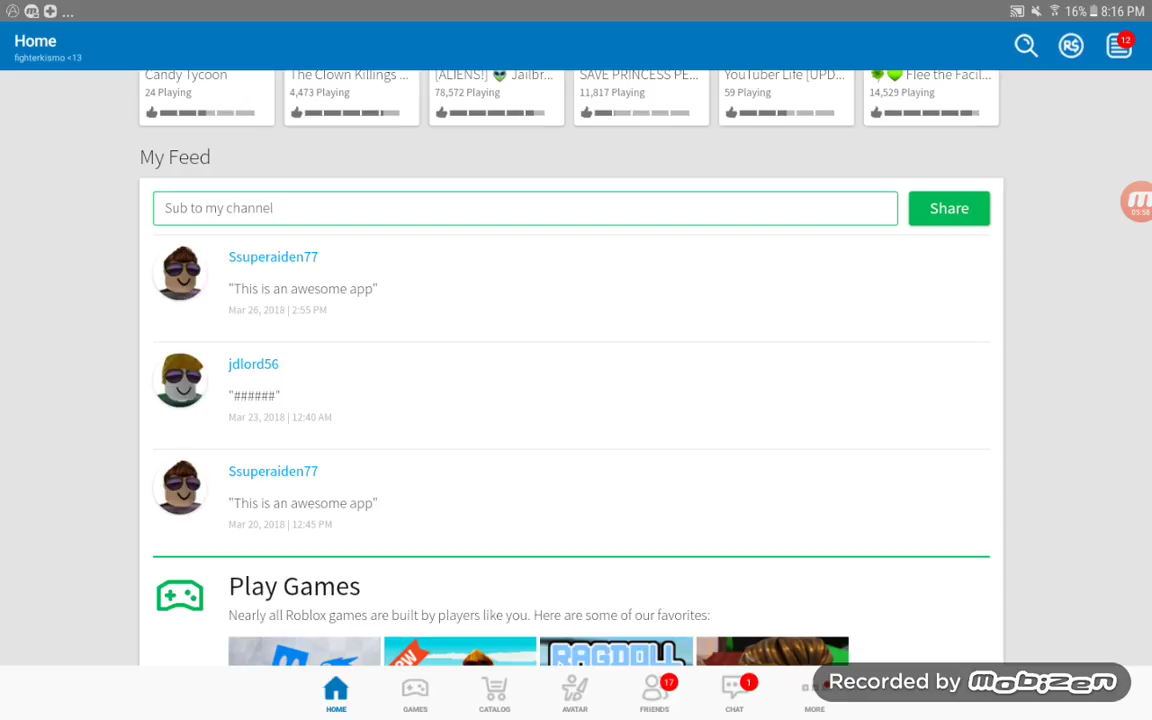 ... 16% 8:16 PM
Home
fighterkismo <13
R$ 12
Candy Tycoon The Clown Killings ... [ALIENS!] 👽 Jailbr... SAVE PRINCESS PE... YouTuber Life [UPD... 🍀💚 Flee the Facil...
24 Playing 4,473 Playing 78,572 Playing 11,817 Playing 59 Playing 14,529 Playing
My Feed
Sub to my channel Share
05:58
Ssuperaiden77
"This is an awesome app"
Mar 26, 2018 | 2:55 PM
jdlord56
"######"
Mar 23, 2018 | 12:40 AM
Ssuperaiden77
"This is an awesome app"
Mar 20, 2018 | 12:45 PM
Play Games
Nearly all Roblox games are built by players like you. Here are some of our favorites:
RAGDOLL
17 1
Recorded by mobizen
HOME GAMES CATALOG AVATAR FRIENDS CHAT MORE